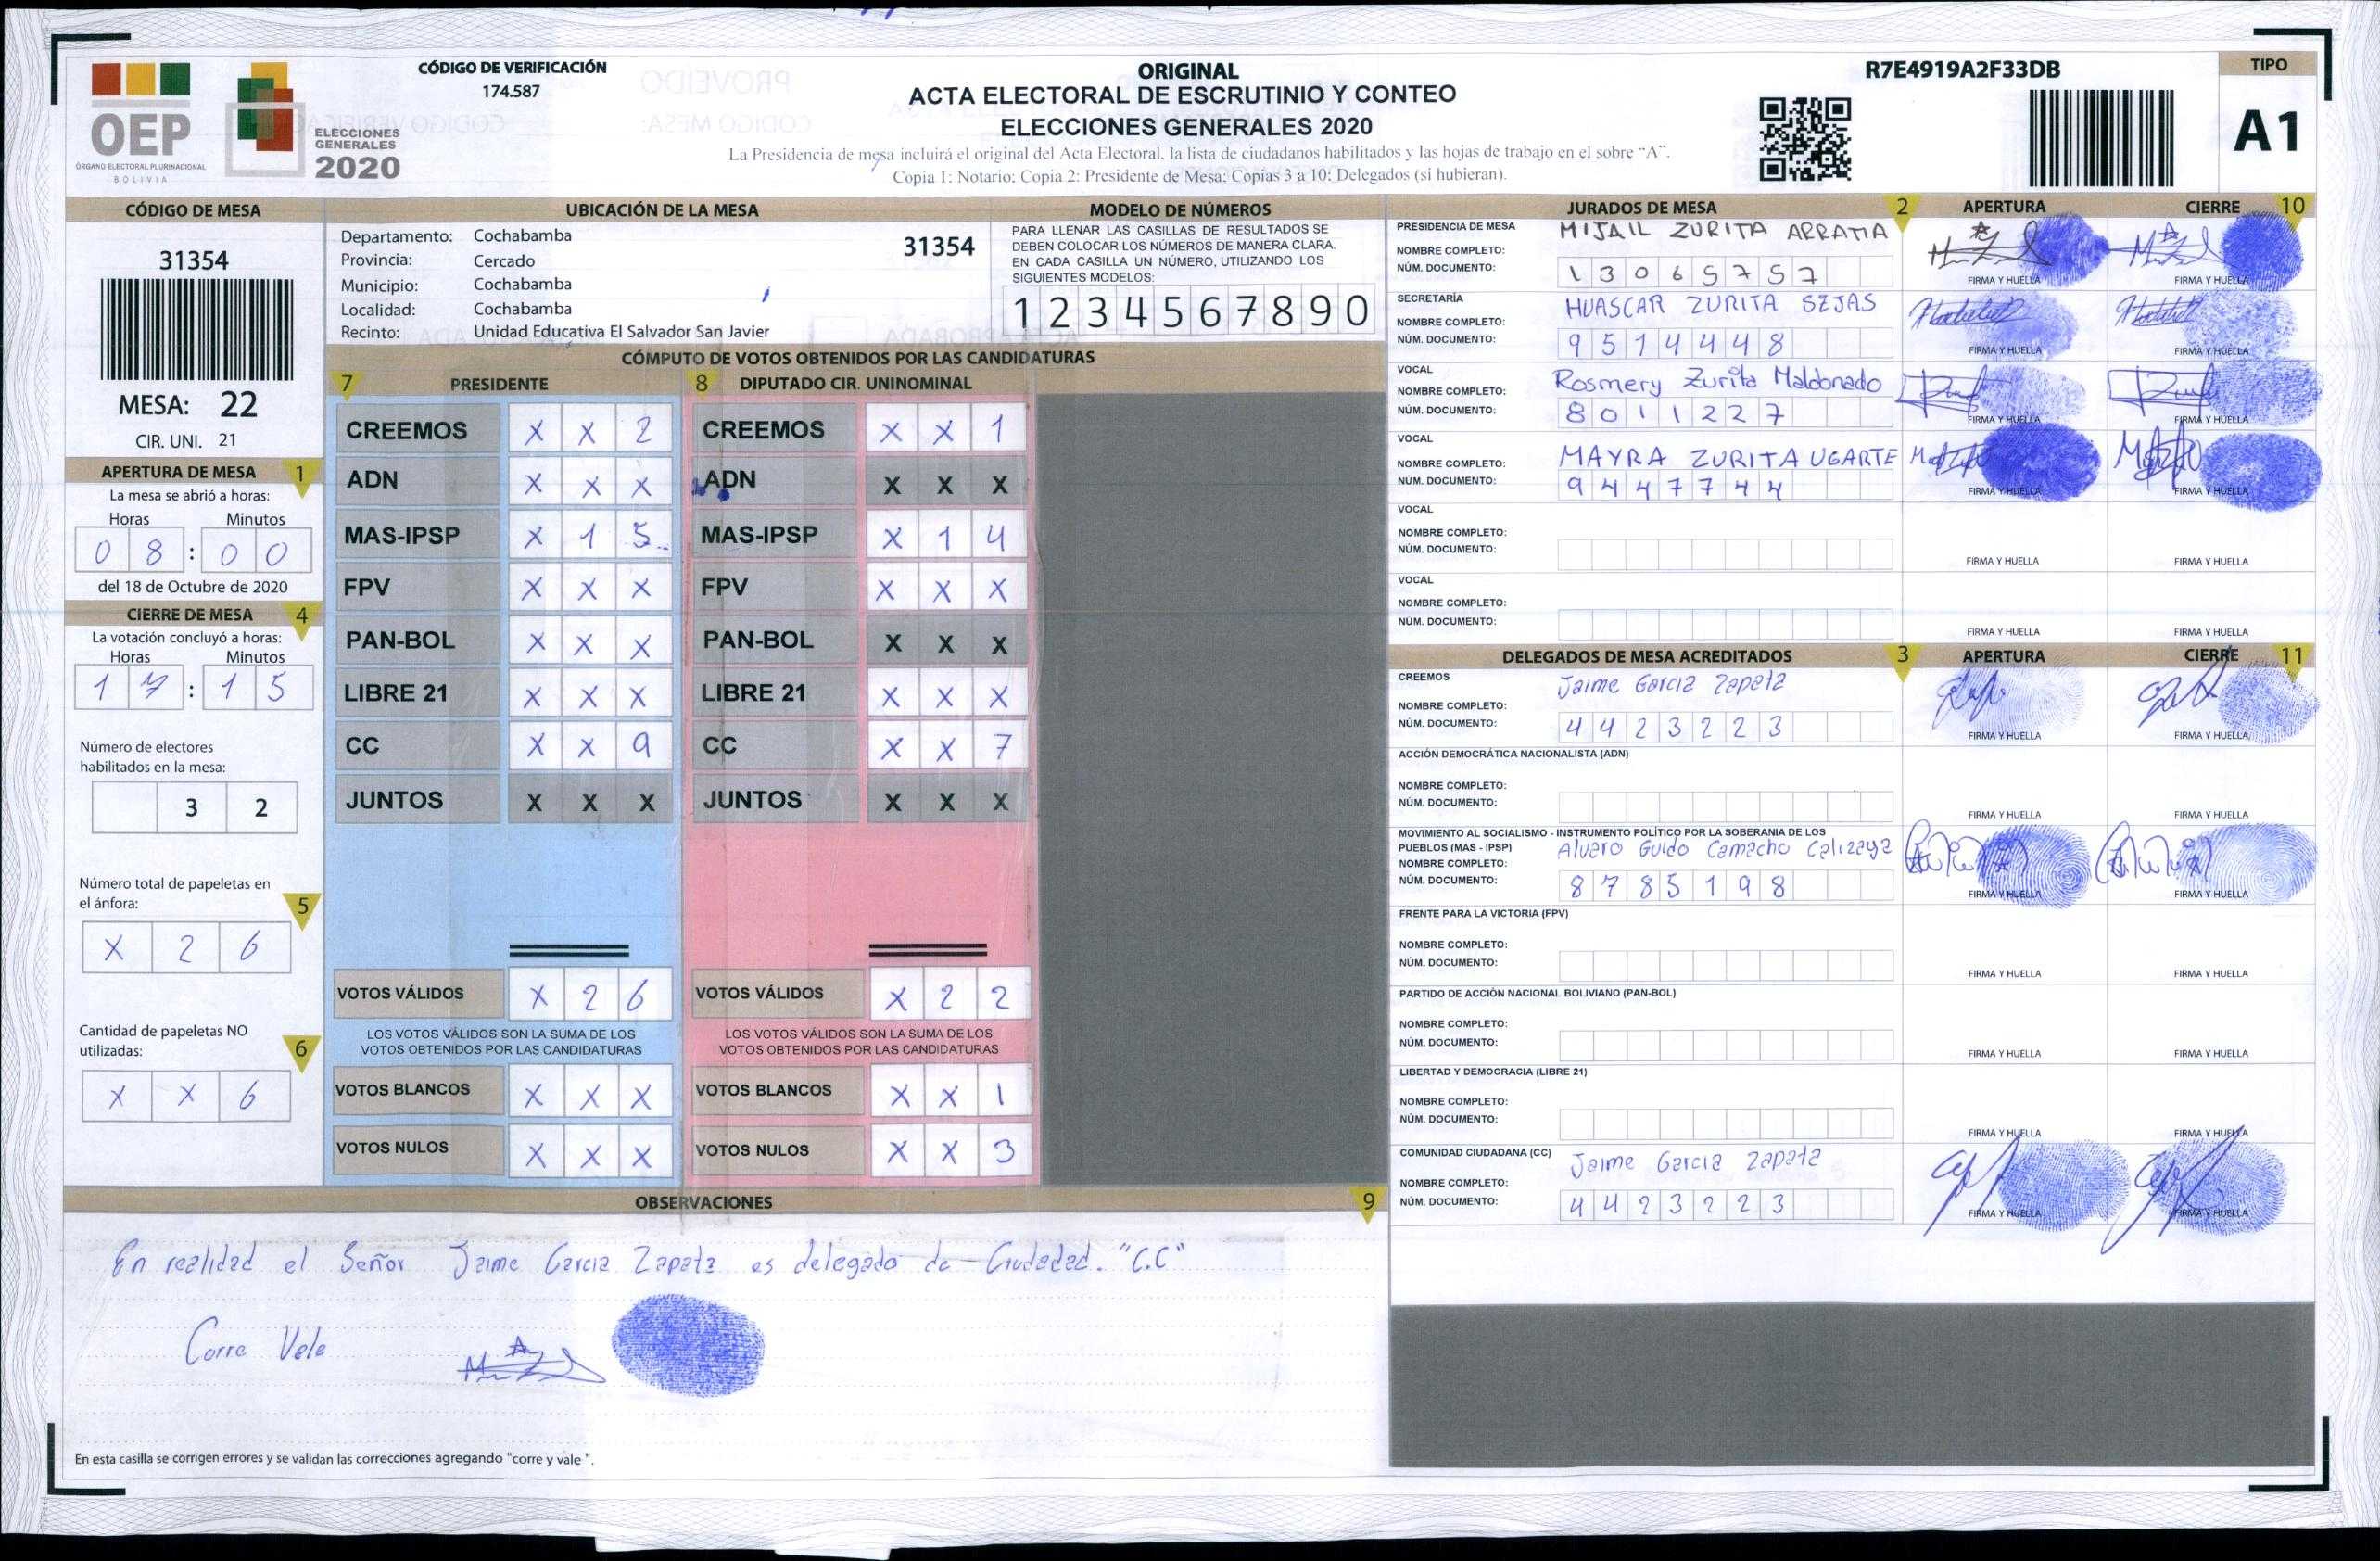 CÓDIGO DE VERIFICACIÓN
174.587
OEP
ÓRGANO ELECTORAL PLURINACIONAL
BOLIVIA
ELECCIONES
GENERALES
2020
ORIGINAL
ACTA ELECTORAL DE ESCRUTINIO Y CONTEO
ELECCIONES GENERALES 2020
La Presidencia de mesa incluirá el original del Acta Electoral, la lista de ciudadanos habilitados y las hojas de trabajo en el sobre "A".
Copia 1: Notario; Copia 2: Presidente de Mesa; Copias 3 a 10: Delegados (si hubieran).
R7E4919A2F33DB
TIPO
A1
CÓDIGO DE MESA
31354
MESA: 22
CIR. UNI. 21
APERTURA DE MESA 1
La mesa se abrió a horas:
Horas Minutos
0 8 : 0 0
del 18 de Octubre de 2020
CIERRE DE MESA 4
La votación concluyó a horas:
Horas Minutos
1 7 : 1 5
Número de electores
habilitados en la mesa:
3 2
Número total de papeletas en
el ánfora: 5
X 2 6
Cantidad de papeletas NO
utilizadas: 6
X X 6
UBICACIÓN DE LA MESA
Departamento: Cochabamba
31354
Provincia: Cercado
Municipio: Cochabamba
Localidad: Cochabamba
Recinto: Unidad Educativa El Salvador San Javier
MODELO DE NÚMEROS
PARA LLENAR LAS CASILLAS DE RESULTADOS SE
DEBEN COLOCAR LOS NÚMEROS DE MANERA CLARA.
EN CADA CASILLA UN NÚMERO, UTILIZANDO LOS
SIGUIENTES MODELOS:
1 2 3 4 5 6 7 8 9 0
CÓMPUTO DE VOTOS OBTENIDOS POR LAS CANDIDATURAS
7 PRESIDENTE 8 DIPUTADO CIR. UNINOMINAL
CREEMOS X X 2 CREEMOS X X 1
ADN X X X ADN X X X
MAS-IPSP X 1 5 MAS-IPSP X 1 4
FPV X X X FPV X X X
PAN-BOL X X X PAN-BOL X X X
LIBRE 21 X X X LIBRE 21 X X X
CC X X 9 CC X X 7
JUNTOS X X X JUNTOS X X X
VOTOS VÁLIDOS X 2 6 VOTOS VÁLIDOS X 2 2
LOS VOTOS VÁLIDOS SON LA SUMA DE LOS LOS VOTOS VÁLIDOS SON LA SUMA DE LOS
VOTOS OBTENIDOS POR LAS CANDIDATURAS VOTOS OBTENIDOS POR LAS CANDIDATURAS
VOTOS BLANCOS X X X VOTOS BLANCOS X X 1
VOTOS NULOS X X X VOTOS NULOS X X 3
JURADOS DE MESA 2 APERTURA CIERRE 10
PRESIDENCIA DE MESA
NOMBRE COMPLETO: MIJAIL ZURITA ARRATIA
NÚM. DOCUMENTO: 1 3 0 6 5 7 5 7
FIRMA Y HUELLA FIRMA Y HUELLA
SECRETARÍA
NOMBRE COMPLETO: HUASCAR ZURITA SEJAS
NÚM. DOCUMENTO: 9 5 1 4 4 4 8
FIRMA Y HUELLA FIRMA Y HUELLA
VOCAL
NOMBRE COMPLETO: Rosmery Zurita Maldonado
NÚM. DOCUMENTO: 8 0 1 1 2 2 7
FIRMA Y HUELLA FIRMA Y HUELLA
VOCAL
NOMBRE COMPLETO: MAYRA ZURITA UGARTE
NÚM. DOCUMENTO: 9 4 4 7 7 4 4
FIRMA Y HUELLA FIRMA Y HUELLA
VOCAL
NOMBRE COMPLETO:
NÚM. DOCUMENTO:
FIRMA Y HUELLA FIRMA Y HUELLA
VOCAL
NOMBRE COMPLETO:
NÚM. DOCUMENTO:
FIRMA Y HUELLA FIRMA Y HUELLA
DELEGADOS DE MESA ACREDITADOS 3 APERTURA CIERRE 11
CREEMOS
NOMBRE COMPLETO: Jaime Garcia Zapata
NÚM. DOCUMENTO: 4 4 2 3 2 2 3
FIRMA Y HUELLA FIRMA Y HUELLA
ACCIÓN DEMOCRÁTICA NACIONALISTA (ADN)
NOMBRE COMPLETO:
NÚM. DOCUMENTO:
FIRMA Y HUELLA FIRMA Y HUELLA
MOVIMIENTO AL SOCIALISMO - INSTRUMENTO POLÍTICO POR LA SOBERANIA DE LOS
PUEBLOS (MAS - IPSP)
NOMBRE COMPLETO: Alvaro Guido Camacho Calizaya
NÚM. DOCUMENTO: 8 7 8 5 1 9 8
FIRMA Y HUELLA FIRMA Y HUELLA
FRENTE PARA LA VICTORIA (FPV)
NOMBRE COMPLETO:
NÚM. DOCUMENTO:
FIRMA Y HUELLA FIRMA Y HUELLA
PARTIDO DE ACCIÓN NACIONAL BOLIVIANO (PAN-BOL)
NOMBRE COMPLETO:
NÚM. DOCUMENTO:
FIRMA Y HUELLA FIRMA Y HUELLA
LIBERTAD Y DEMOCRACIA (LIBRE 21)
NOMBRE COMPLETO:
NÚM. DOCUMENTO:
FIRMA Y HUELLA FIRMA Y HUELLA
COMUNIDAD CIUDADANA (CC)
NOMBRE COMPLETO: Jaime Garcia Zapata
NÚM. DOCUMENTO: 4 4 2 3 2 2 3
FIRMA Y HUELLA FIRMA Y HUELLA
OBSERVACIONES 9
En realidad el Señor Jaime Garcia Zapata es delegado de Ciudadad. "C.C"
Corre Vale
En esta casilla se corrigen errores y se validan las correcciones agregando "corre y vale ".